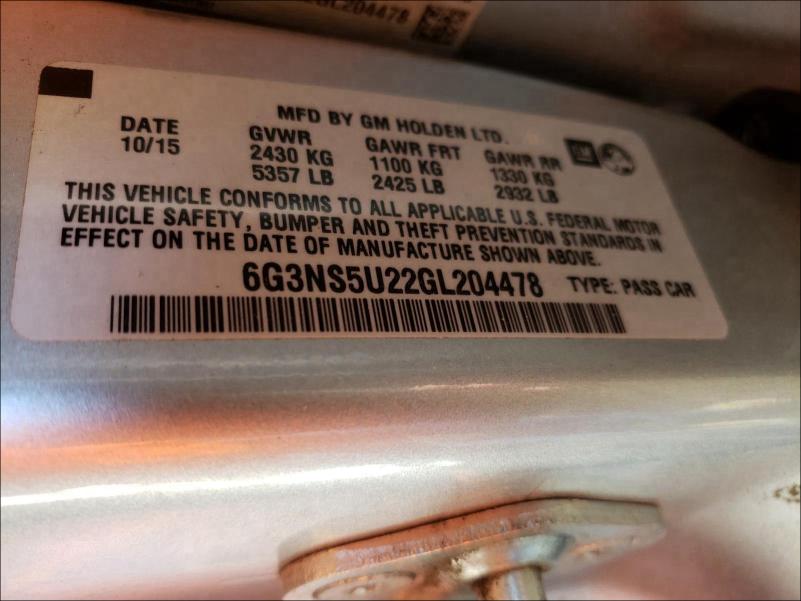 2GL204478
MFD BY GM HOLDEN LTD.
DATE GVWR GAWR FRT GAWR RR
10/15 2430 KG 1100 KG 1330 KG
5357 LB 2425 LB 2932 LB
THIS VEHICLE CONFORMS TO ALL APPLICABLE U.S. FEDERAL MOTOR
VEHICLE SAFETY, BUMPER AND THEFT PREVENTION STANDARDS IN
EFFECT ON THE DATE OF MANUFACTURE SHOWN ABOVE.
6G3NS5U22GL204478 TYPE: PASS CAR